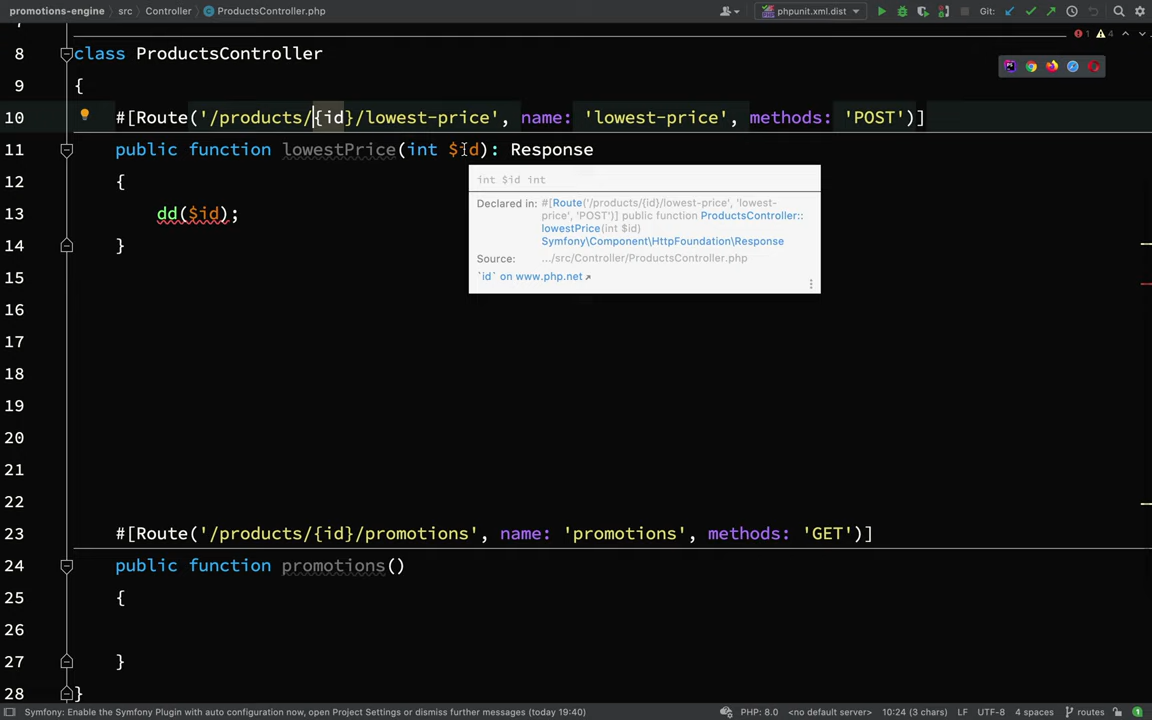 promotions-engine › src › Controller › ProductsController.php
phpunit.xml.dist
Git:
1 4
8 class ProductsController
9 {
10 #[Route('/products/{id}/lowest-price', name: 'lowest-price', methods: 'POST')]
11 public function lowestPrice(int $id): Response
int $id int
12 {
Declared in: #[Route('/products/{id}/lowest-price', 'lowest-
price', 'POST')] public function ProductsController::
13 dd($id);
lowestPrice(int $id)
Symfony\Component\HttpFoundation\Response
14 }
Source: .../src/Controller/ProductsController.php
15
`id` on www.php.net ↗
16
17
18
19
20
21
22
23 #[Route('/products/{id}/promotions', name: 'promotions', methods: 'GET')]
24 public function promotions()
25 {
26
27 }
28 }
Symfony: Enable the Symfony Plugin with auto configuration now, open Project Settings or dismiss further messages (today 19:40) PHP: 8.0 <no default server> 10:24 (3 chars) LF UTF-8 4 spaces routes 1